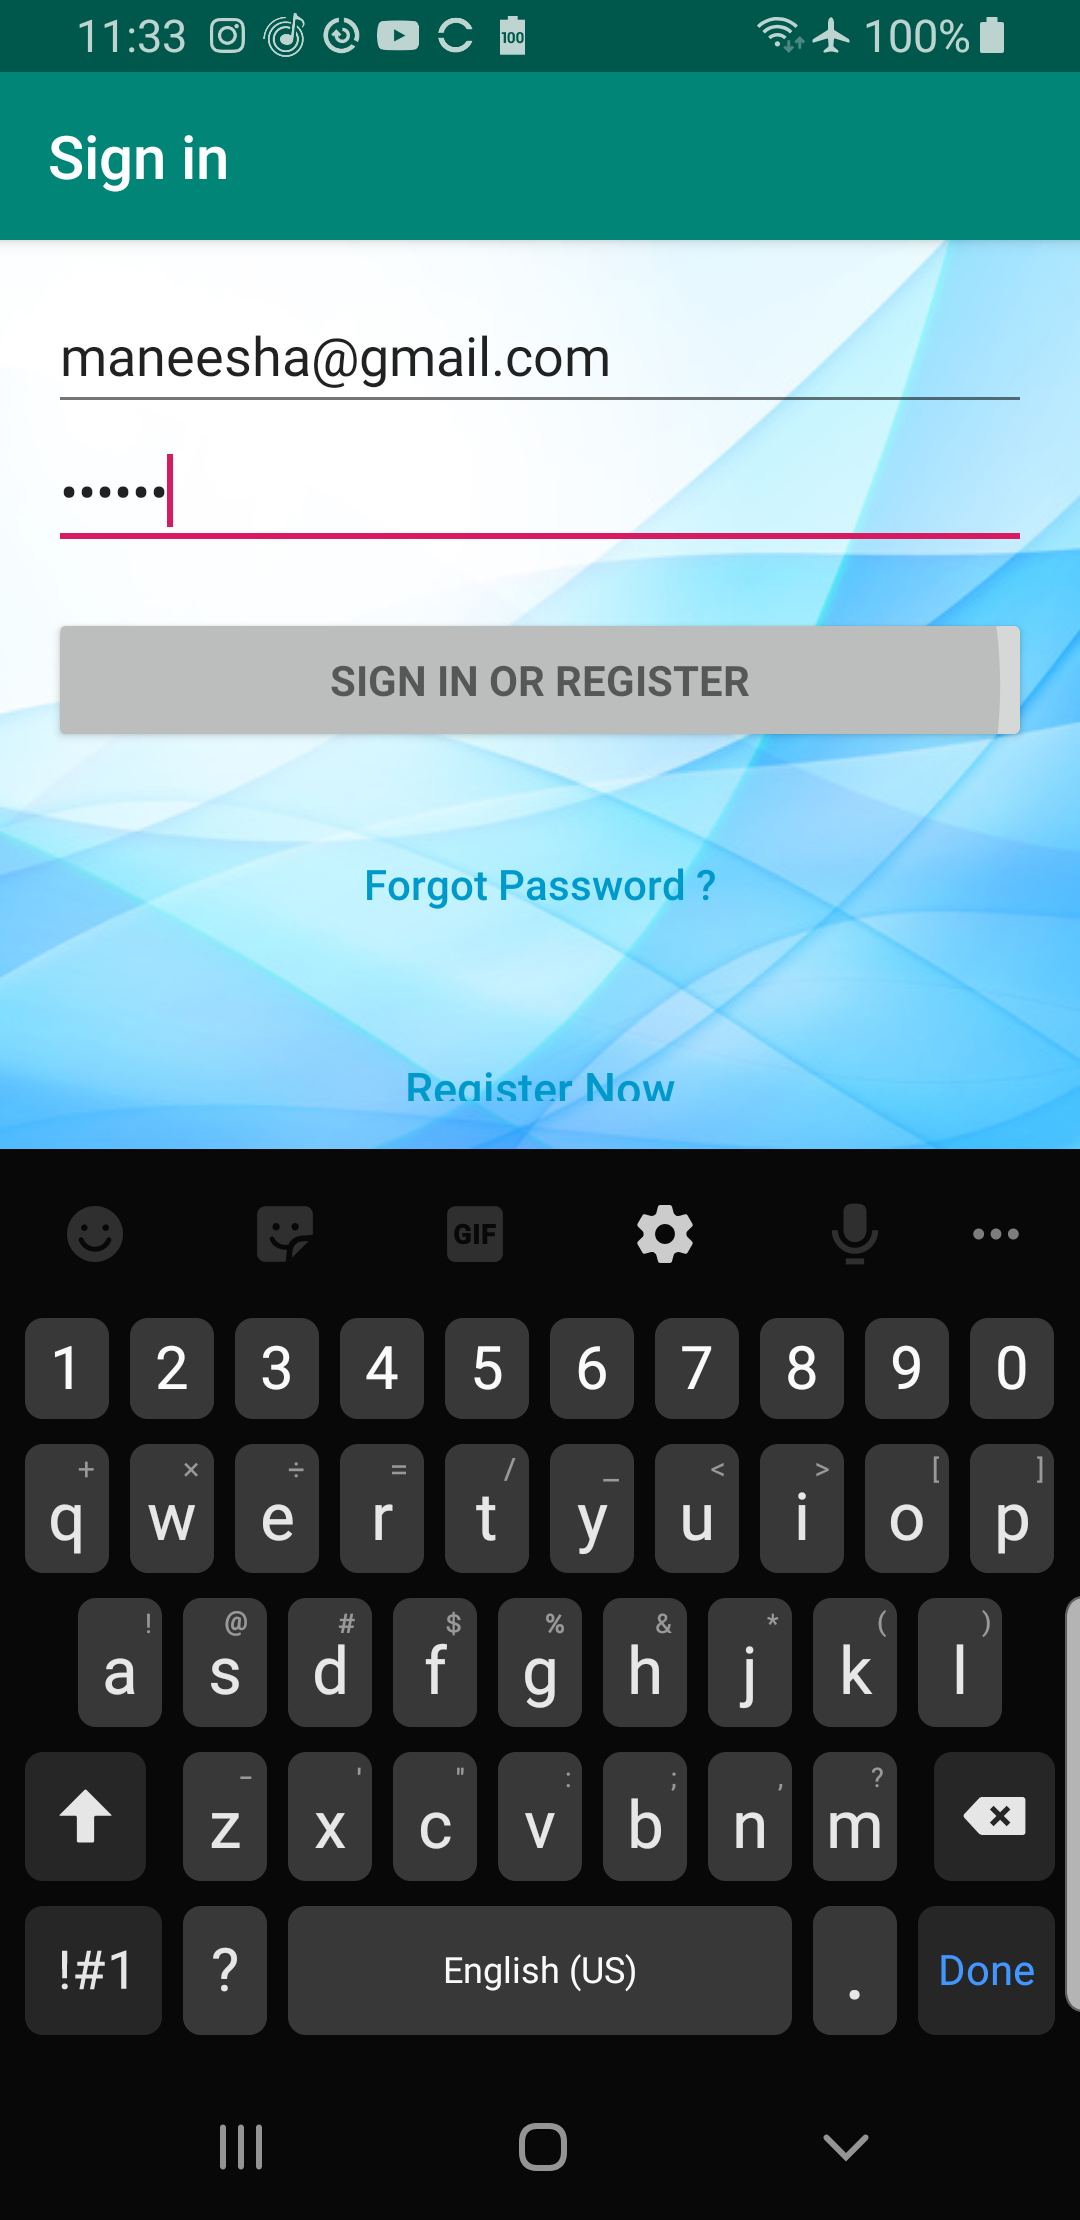 11:33 100 100%
Sign in
maneesha@gmail.com
••••••
SIGN IN OR REGISTER
Forgot Password ?
Register Now
GIF
1 2 3 4 5 6 7 8 9 0
+ × ÷ = / _ < > [ ]
q w e r t y u i o p
! @ # $ % & * ( )
a s d f g h j k l
- ' " : ; , ?
z x c v b n m
!#1 ? English (US) . Done